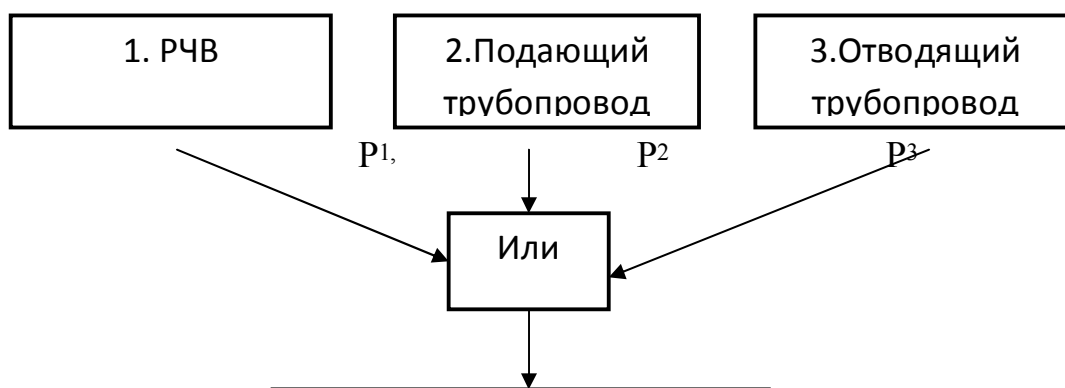 1. РЧВ
2.Подающий
трубопровод
3.Отводящий
трубопровод
P1,
P2
P3
Или